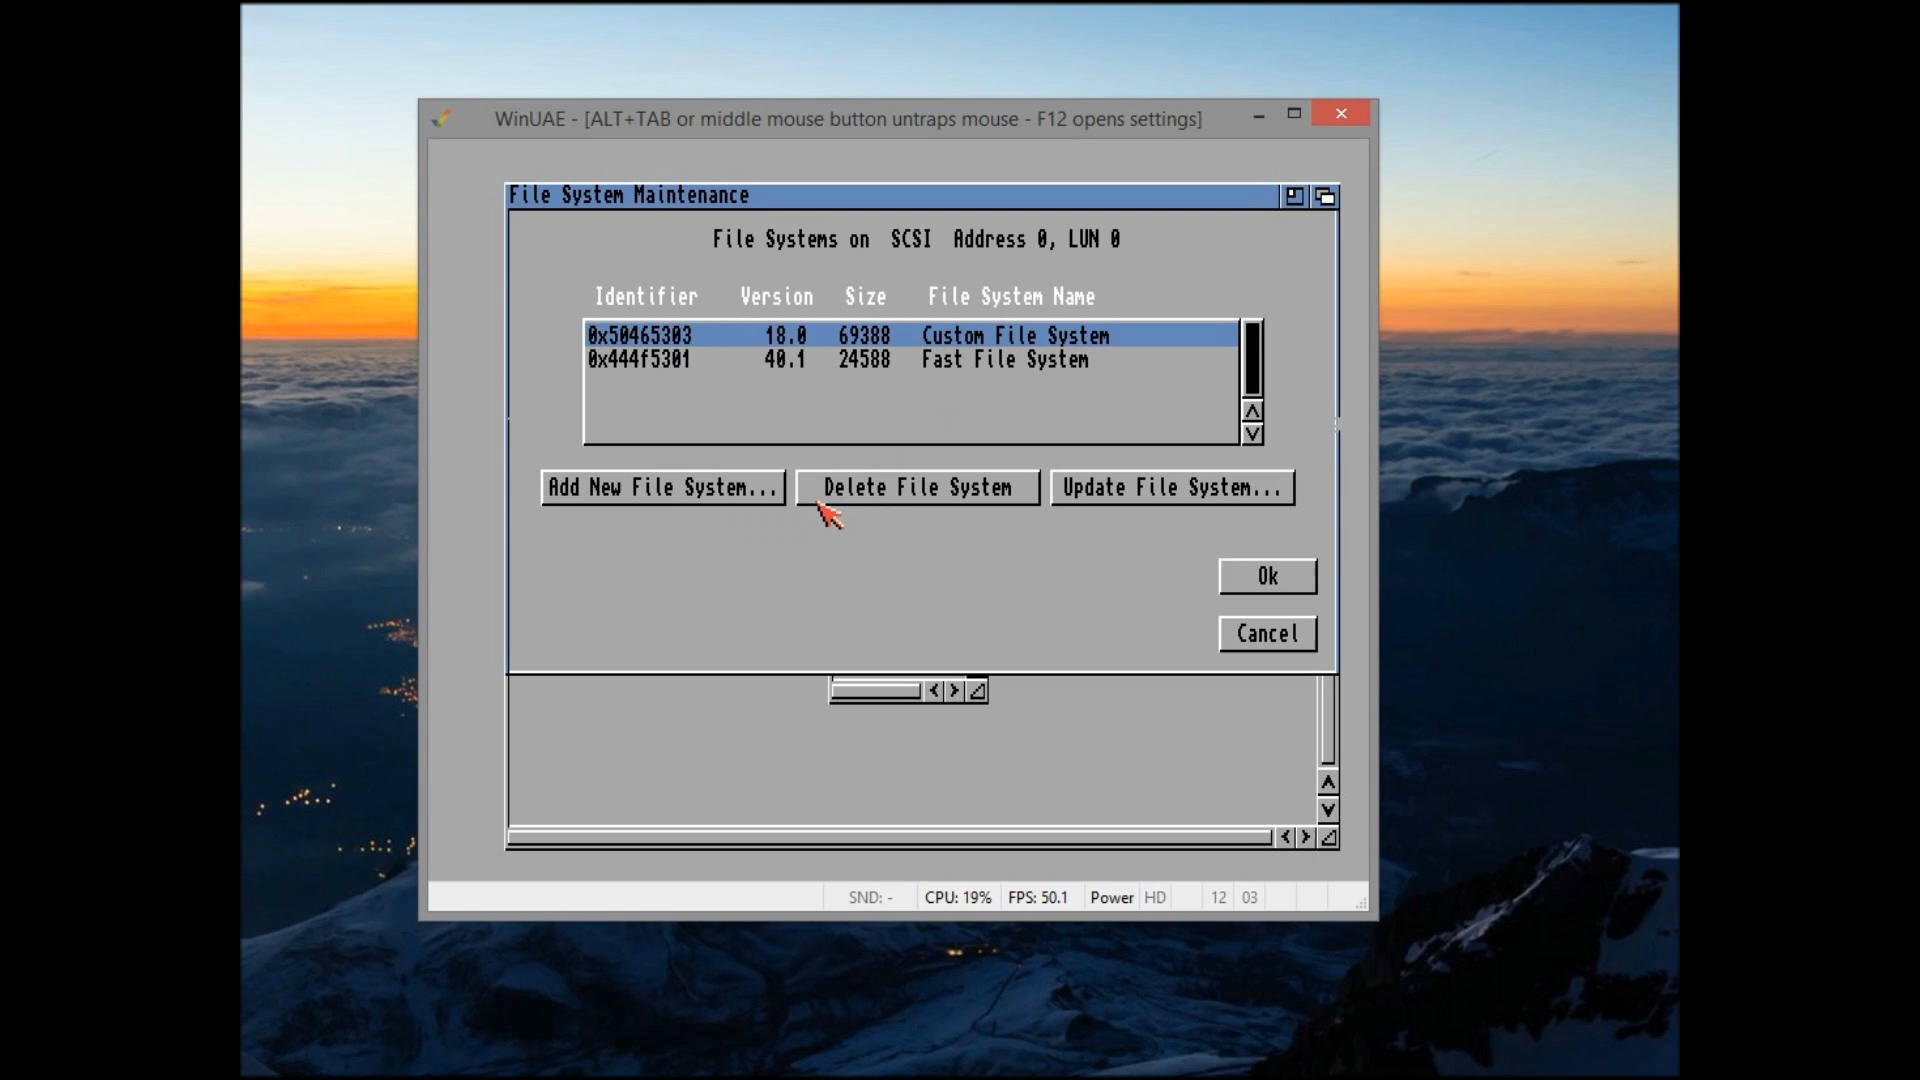 WinUAE - [ALT+TAB or middle mouse button untraps mouse - F12 opens settings]
File System Maintenance
File Systems on SCSI Address 0, LUN 0
Identifier Version Size File System Name
0x50465303 18.0 69388 Custom File System
0x444f5301 40.1 24588 Fast File System
Add New File System... Delete File System Update File System...
Ok
Cancel
SND: - CPU: 19% FPS: 50.1 Power HD 12 03